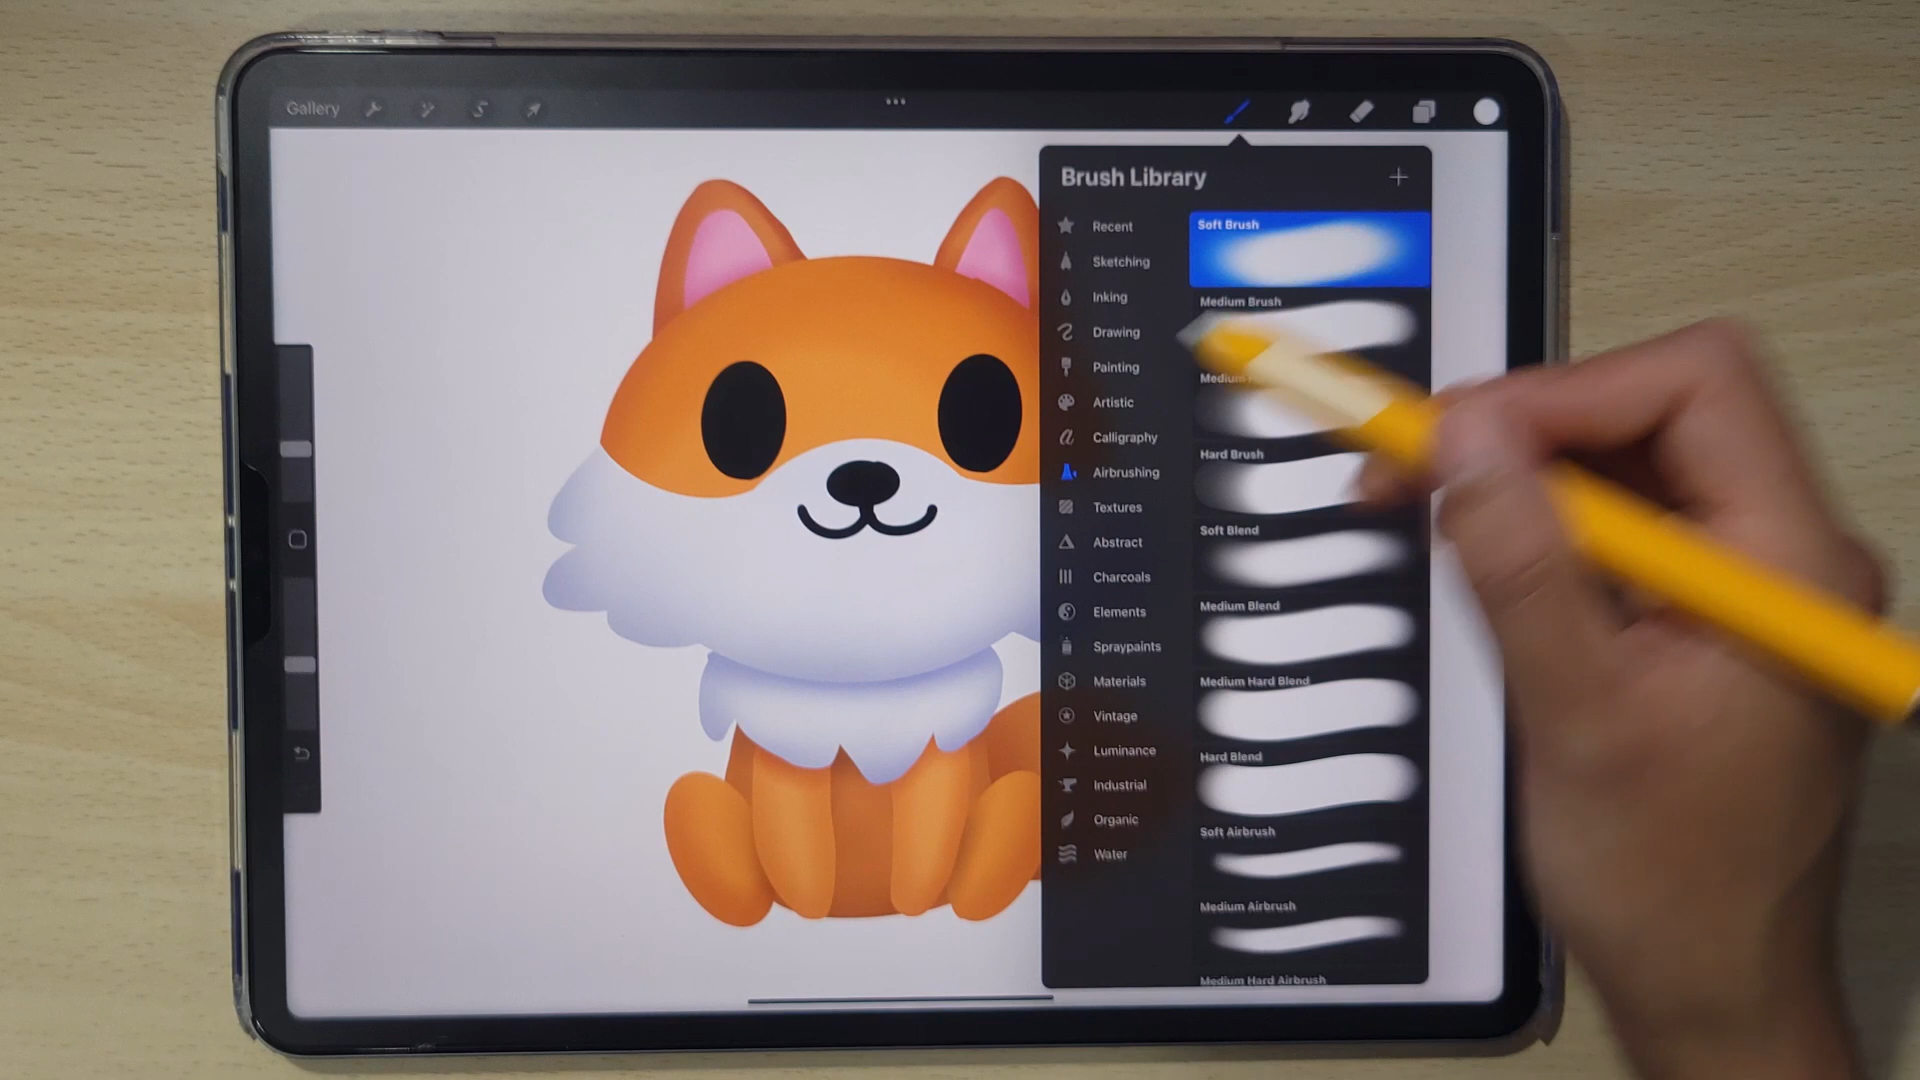 Gallery
Brush Library
Recent
Sketching
Inking
Drawing
Painting
Artistic
Calligraphy
Airbrushing
Textures
Abstract
Charcoals
Elements
Spraypaints
Materials
Vintage
Luminance
Industrial
Organic
Water
Soft Brush
Medium Brush
Medium
Hard Brush
Soft Blend
Medium Blend
Medium Hard Blend
Hard Blend
Soft Airbrush
Medium Airbrush
Medium Hard Airbrush